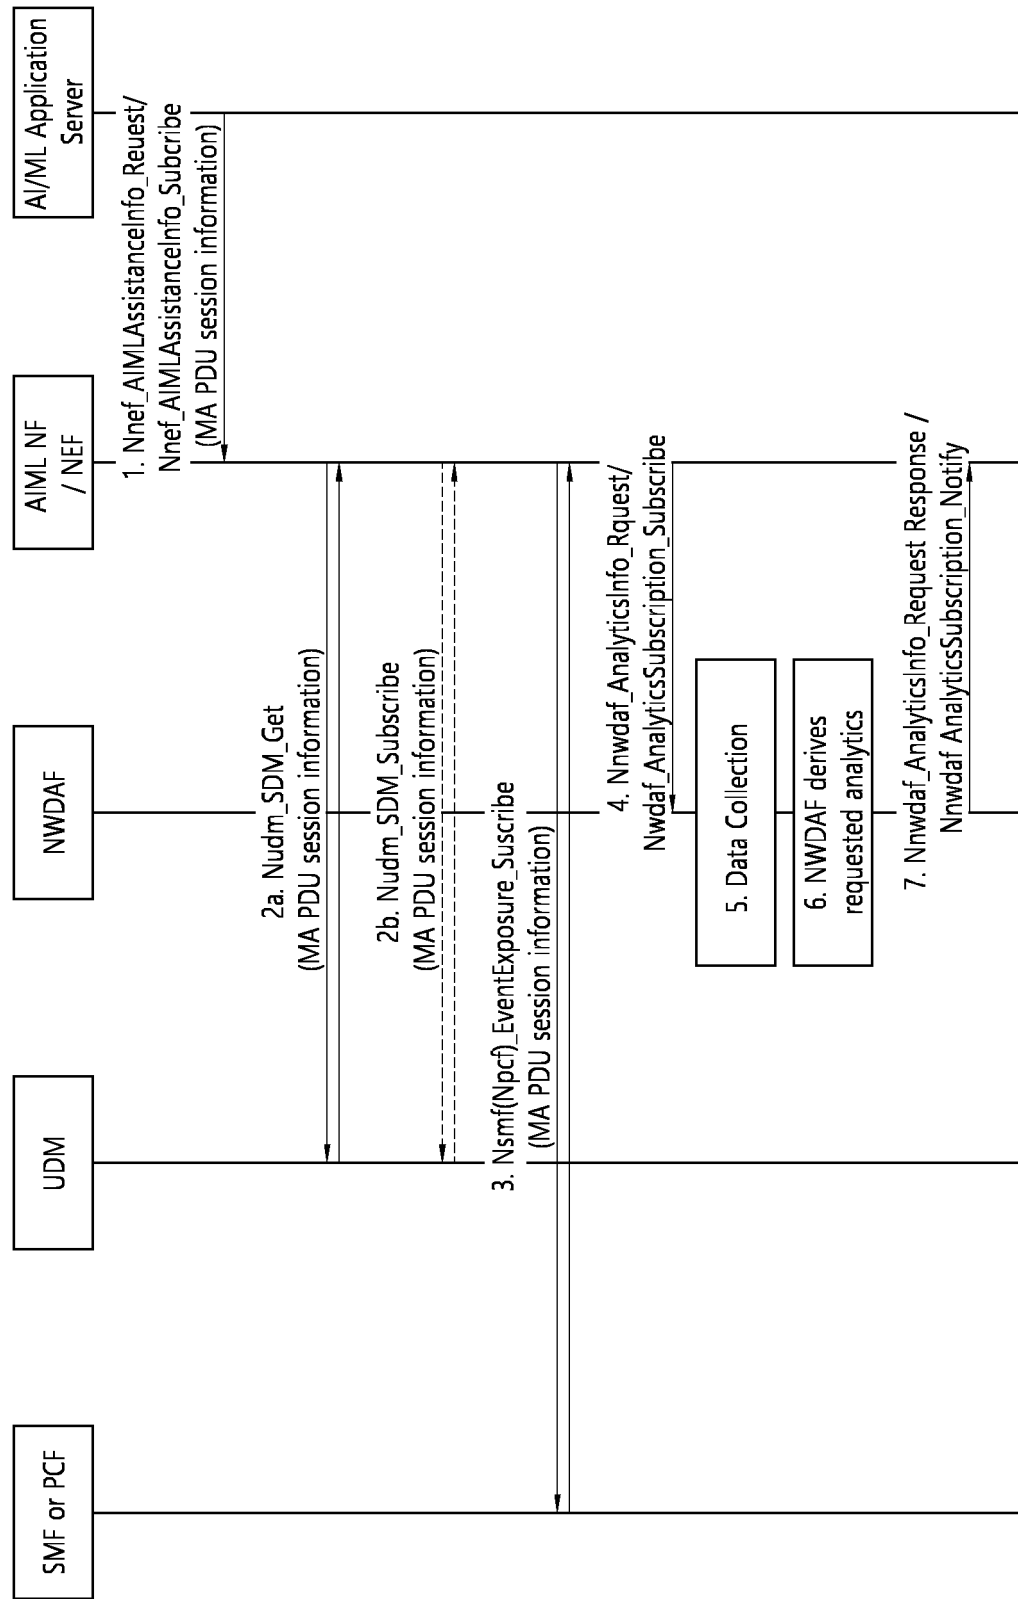 SMF or PCF
UDM
NWDAF
AIML NF
/ NEF
AI/ML Application
Server
1. Nnef_AIMLAssistanceInfo_Reuest/
Nnef_AIMLAssistanceInfo_Subcribe
(MA PDU session information)
2a. Nudm_SDM_Get
(MA PDU session information)
2b. Nudm_SDM_Subscribe
(MA PDU session information)
3. Nsmf(Npcf)_EventExposure_Suscribe
(MA PDU session information)
4. Nnwdaf_AnalyticsInfo_Rquest/
Nwdaf_AnalyticsSubscription_Subscribe
5. Data Collection
6. NWDAF derives
requested analytics
7. Nnwdaf_AnalyticsInfo_Request Response /
Nnwdaf AnalyticsSubscription_Notify